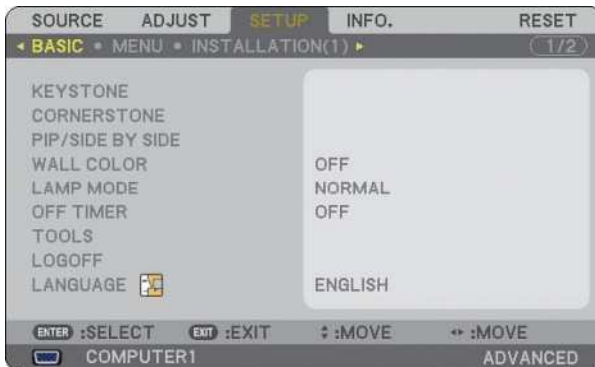 SOURCE ADJUST SETUP INFO. RESET
BASIC • MENU • INSTALLATION(1) 1/2
KEYSTONE
CORNERSTONE
PIP/SIDE BY SIDE
WALL COLOR OFF
LAMP MODE NORMAL
OFF TIMER OFF
TOOLS
LOGOFF
LANGUAGE ENGLISH
ENTER :SELECT EXIT :EXIT :MOVE :MOVE
COMPUTER1 ADVANCED